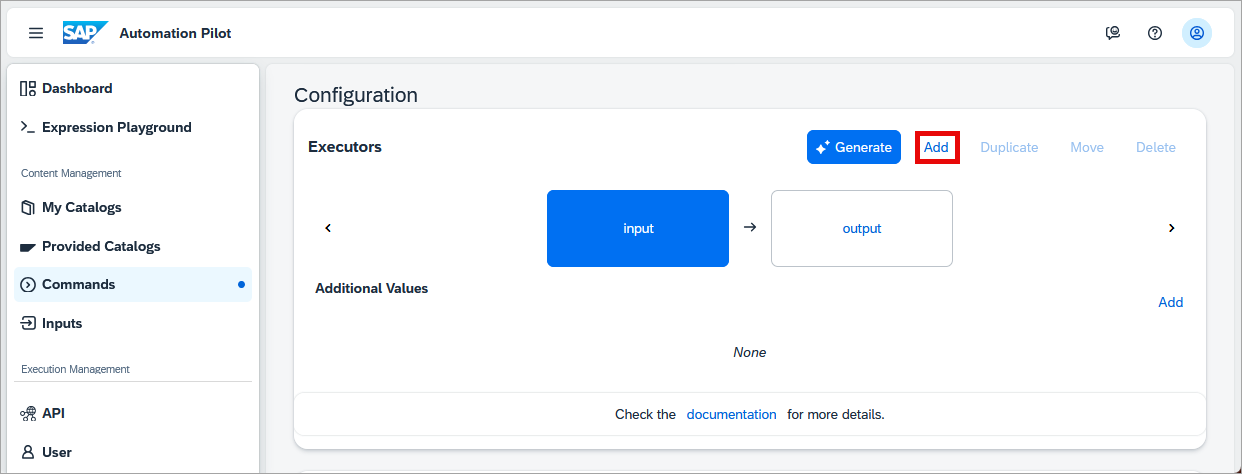 SAP Automation Pilot
Dashboard
Expression Playground
Content Management
My Catalogs
Provided Catalogs
Commands
Inputs
Execution Management
API
User
Configuration
Executors Generate Add Duplicate Move Delete
input output
Additional Values
Add
None
Check the documentation for more details.